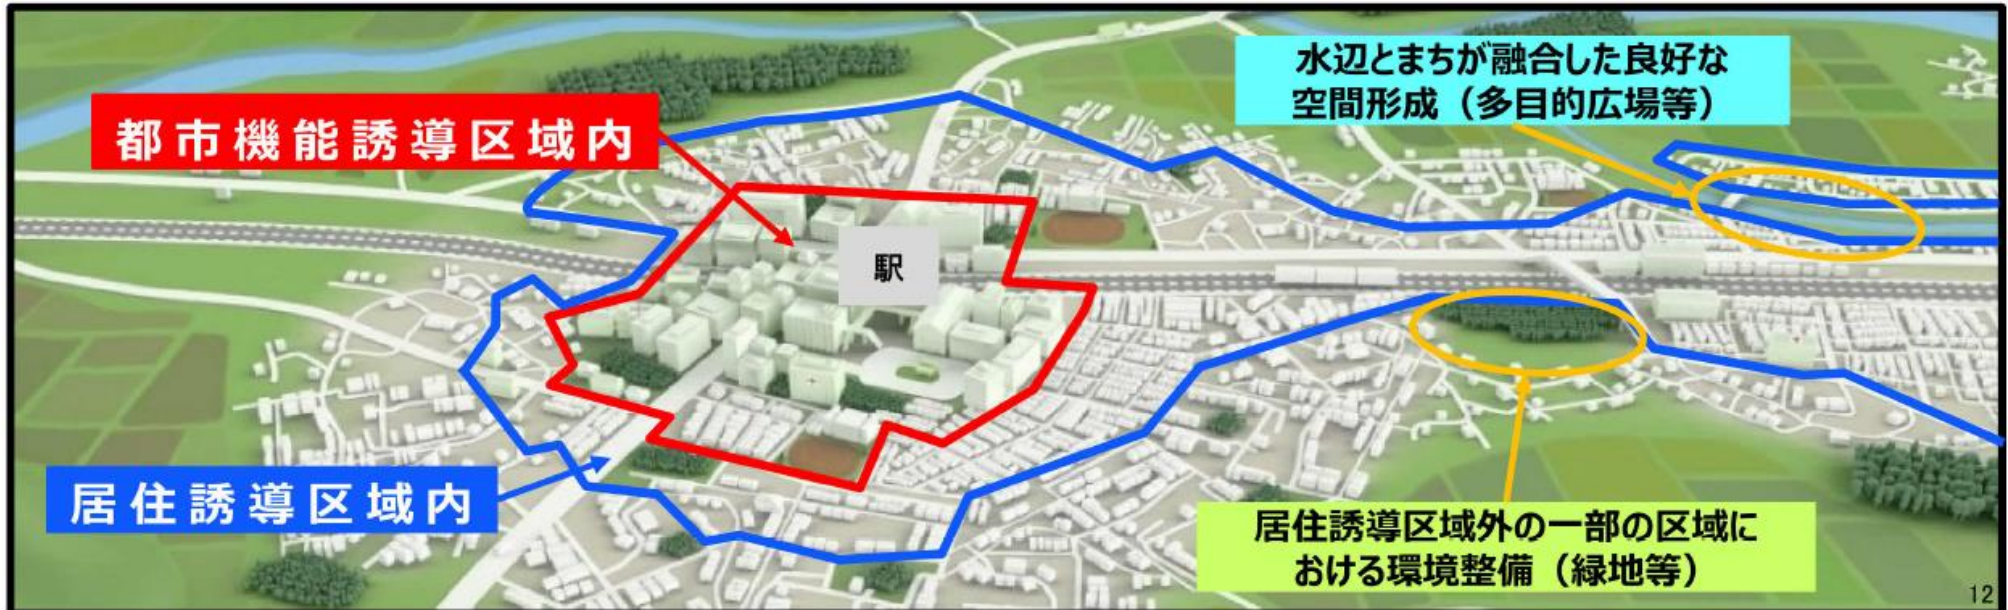 水辺とまちが融合した良好な
空間形成（多目的広場等）
都市機能誘導区域内
駅
居住誘導区域内
居住誘導区域外の一部の区域に
おける環境整備（緑地等）
12